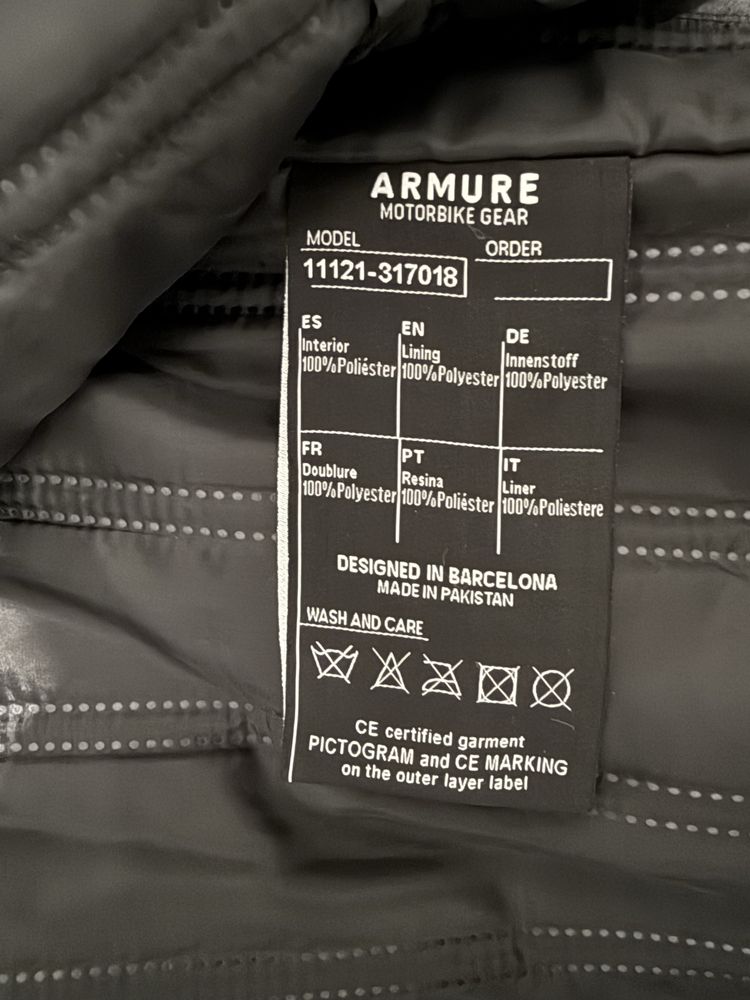 ARMURE
MOTORBIKE GEAR
MODEL
ORDER
11121-317018
ES
Interior
100%Poliéster
EN
Lining
100%Polyester
DE
Innenstoff
100%Polyester
FR
Doublure
100%Polyester
PT
Resina
100%Poliéster
IT
Liner
100%Poliestere
DESIGNED IN BARCELONA
MADE IN PAKISTAN
WASH AND CARE
CE certified garment
PICTOGRAM and CE MARKING
on the outer layer label